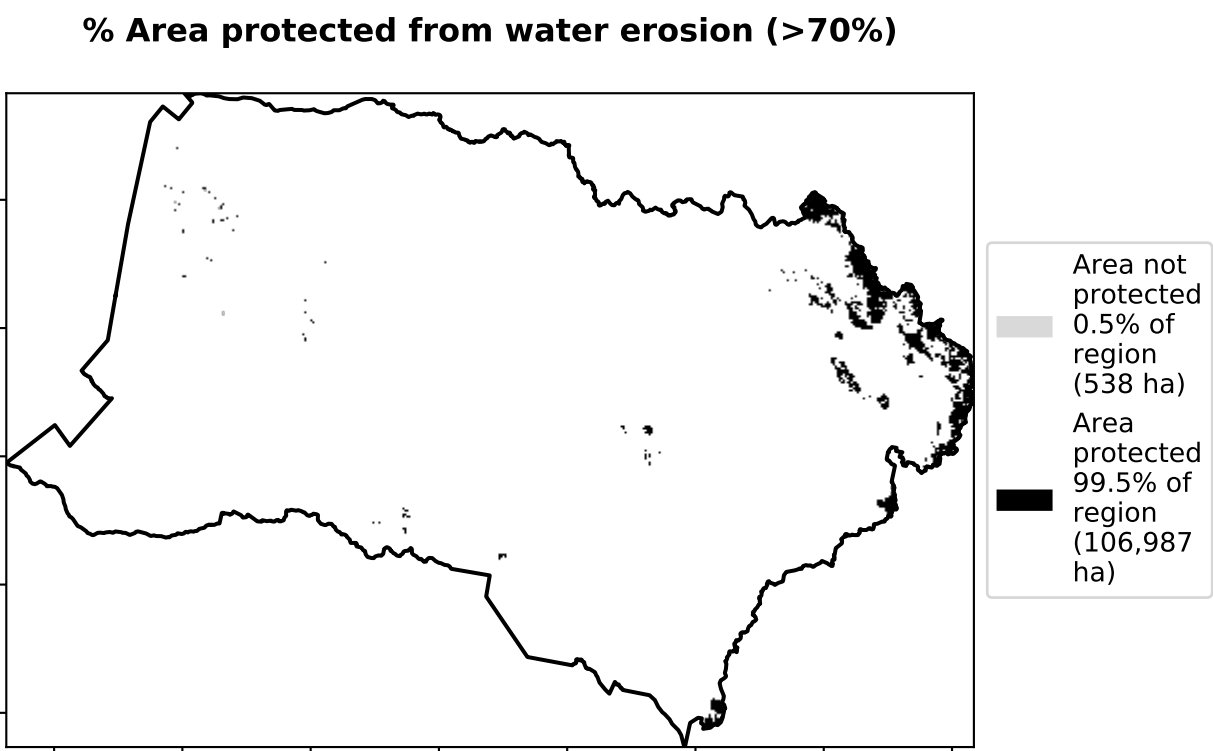 % Area protected from water erosion (>70%)
Area not
protected
0.5% of
region
(538 ha)
Area
protected
99.5% of
region
(106,987
ha)